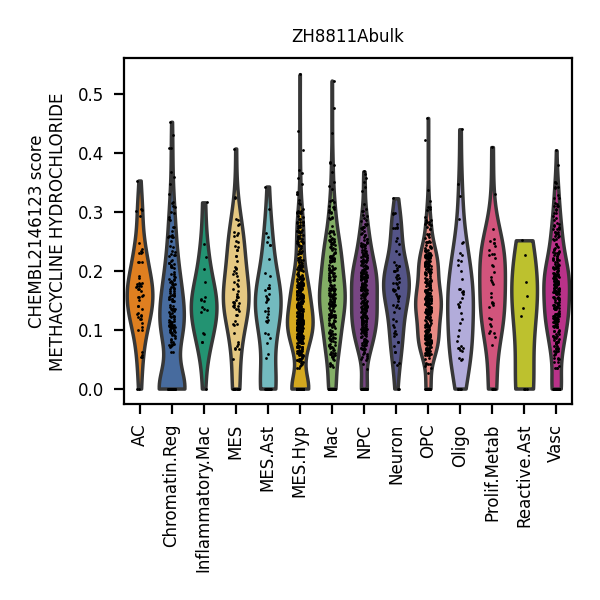 ZH8811Abulk
CHEMBL2146123 score
METHACYCLINE HYDROCHLORIDE
0.5
0.4
0.3
0.2
0.1
0.0
AC
Chromatin.Reg
Inflammatory.Mac
MES
MES.Ast
MES.Hyp
Mac
NPC
Neuron
OPC
Oligo
Prolif.Metab
Reactive.Ast
Vasc